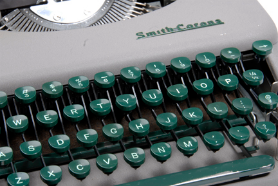 Smith-Corona
W E R T Y U I O P
S D F G H J K L
Z X C V B N M